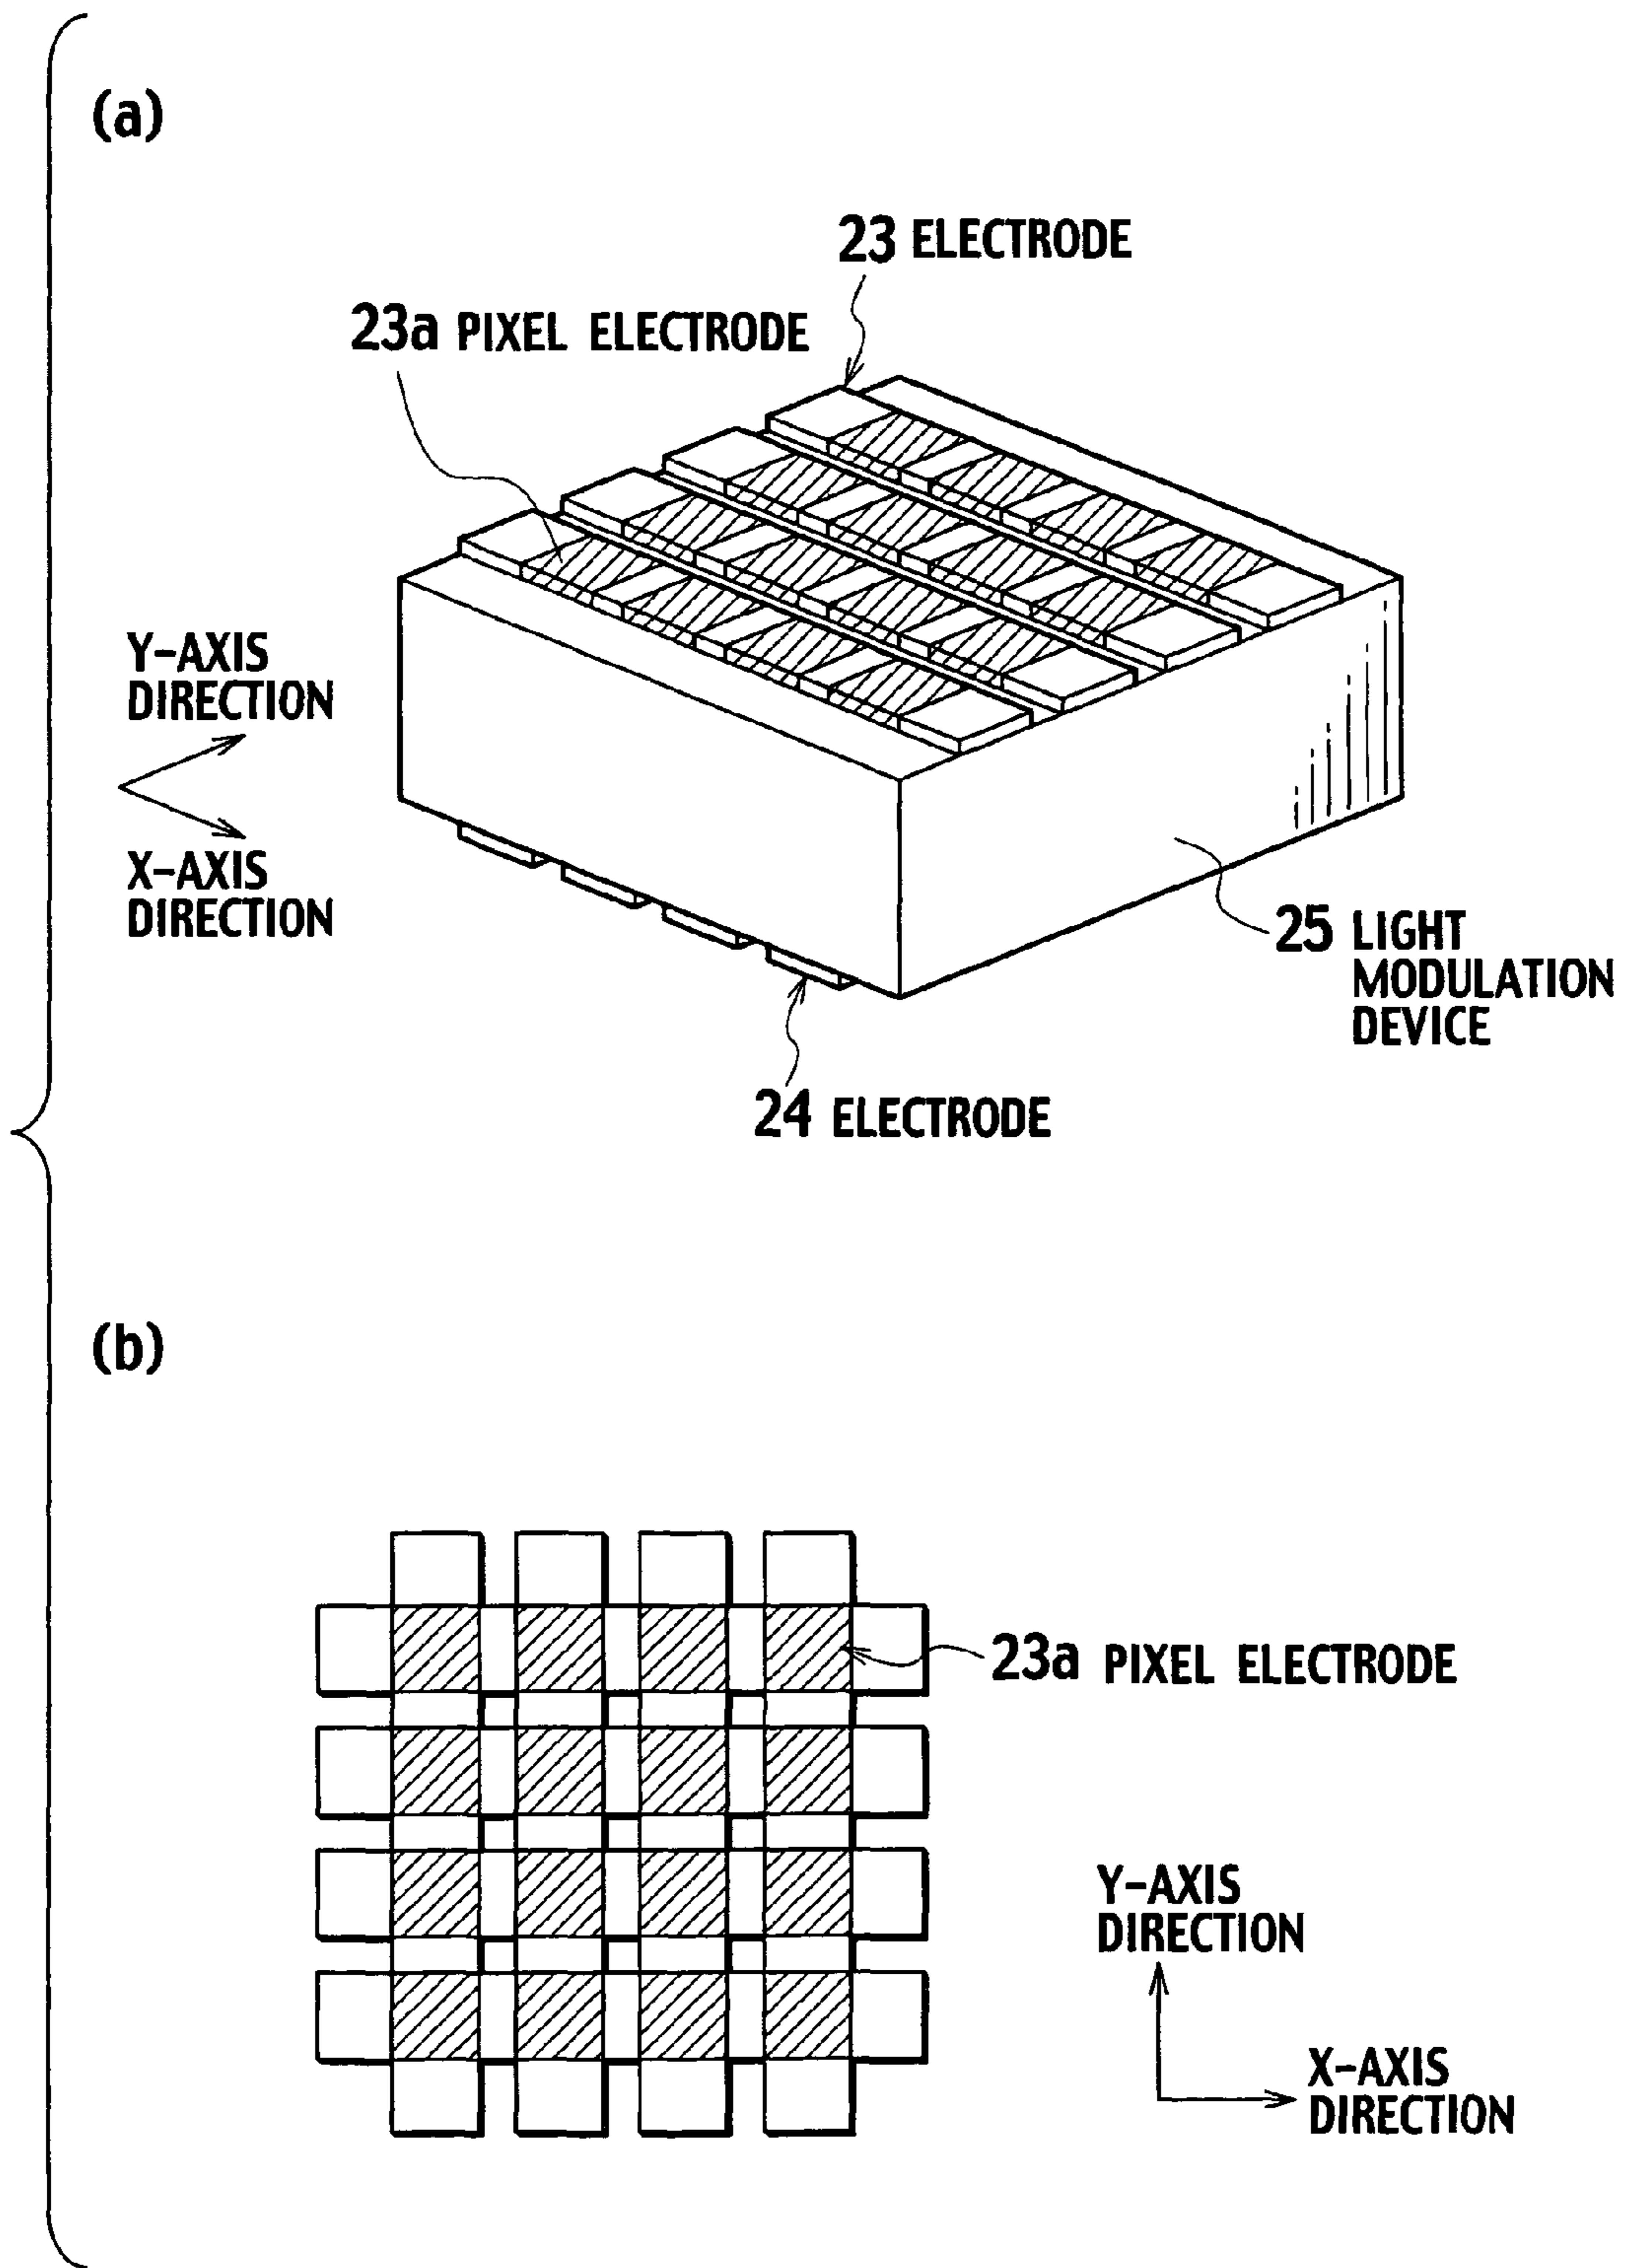 (a)
23 ELECTRODE
23a PIXEL ELECTRODE
Y-AXIS
DIRECTION
X-AXIS
DIRECTION
25 LIGHT
MODULATION
DEVICE
24 ELECTRODE
(b)
23a PIXEL ELECTRODE
Y-AXIS
DIRECTION
X-AXIS
DIRECTION